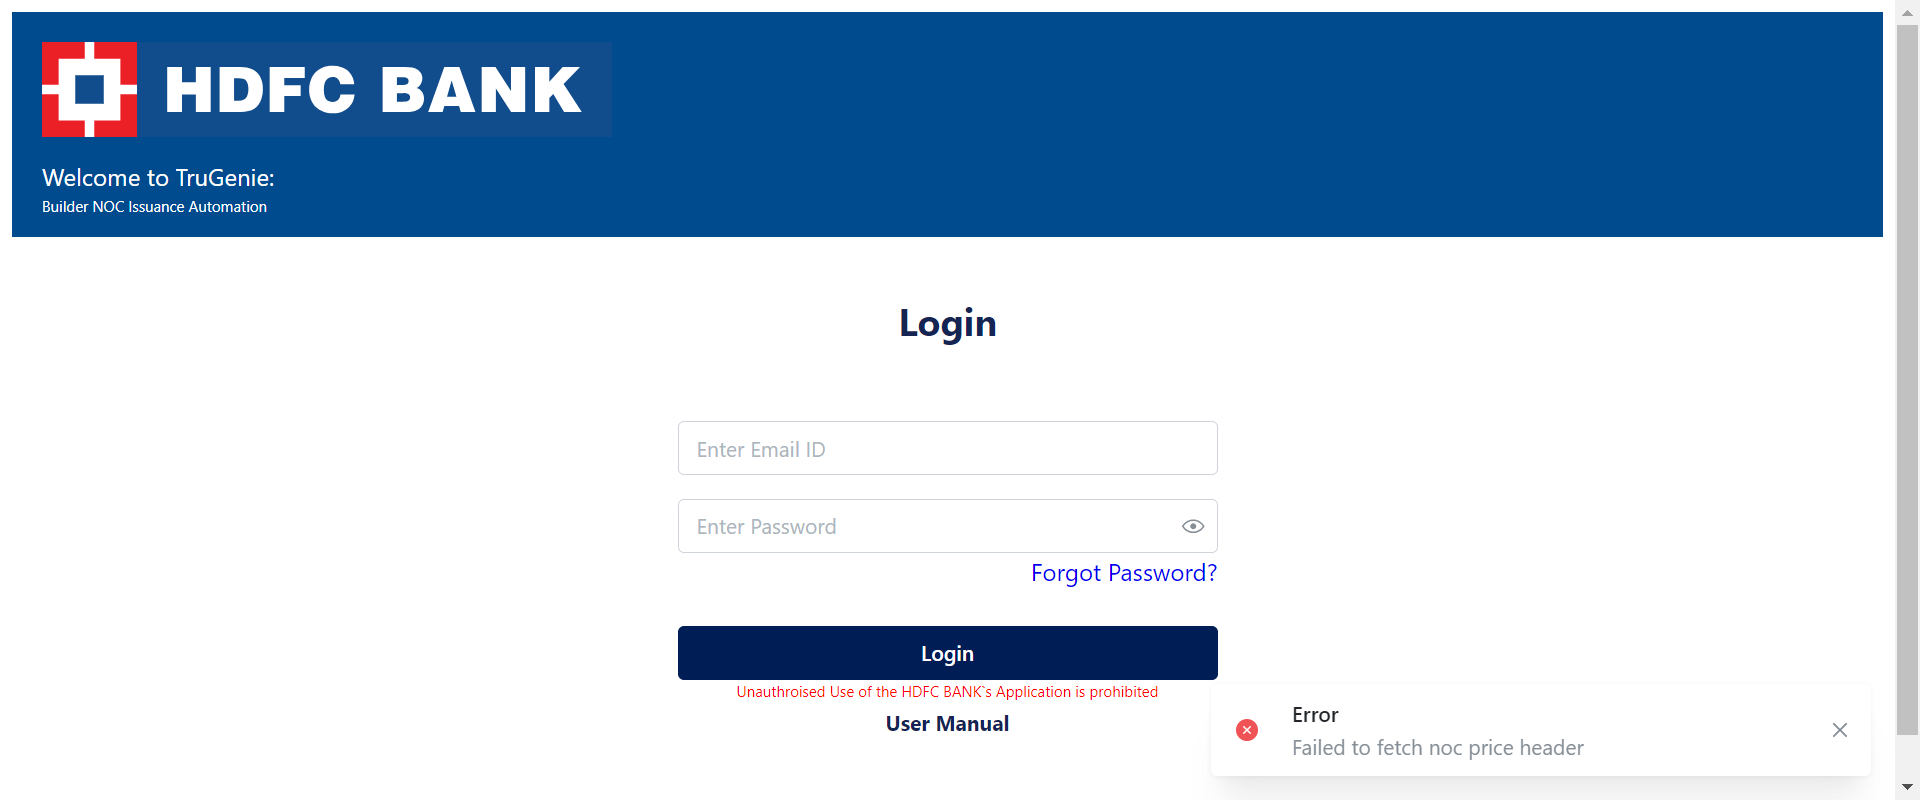 HDFC BANK
Welcome to TruGenie:
Builder NOC Issuance Automation
Login
Enter Email ID
Enter Password
Forgot Password?
Login
Unauthroised Use of the HDFC BANK`s Application is prohibited
User Manual
Error
Failed to fetch noc price header